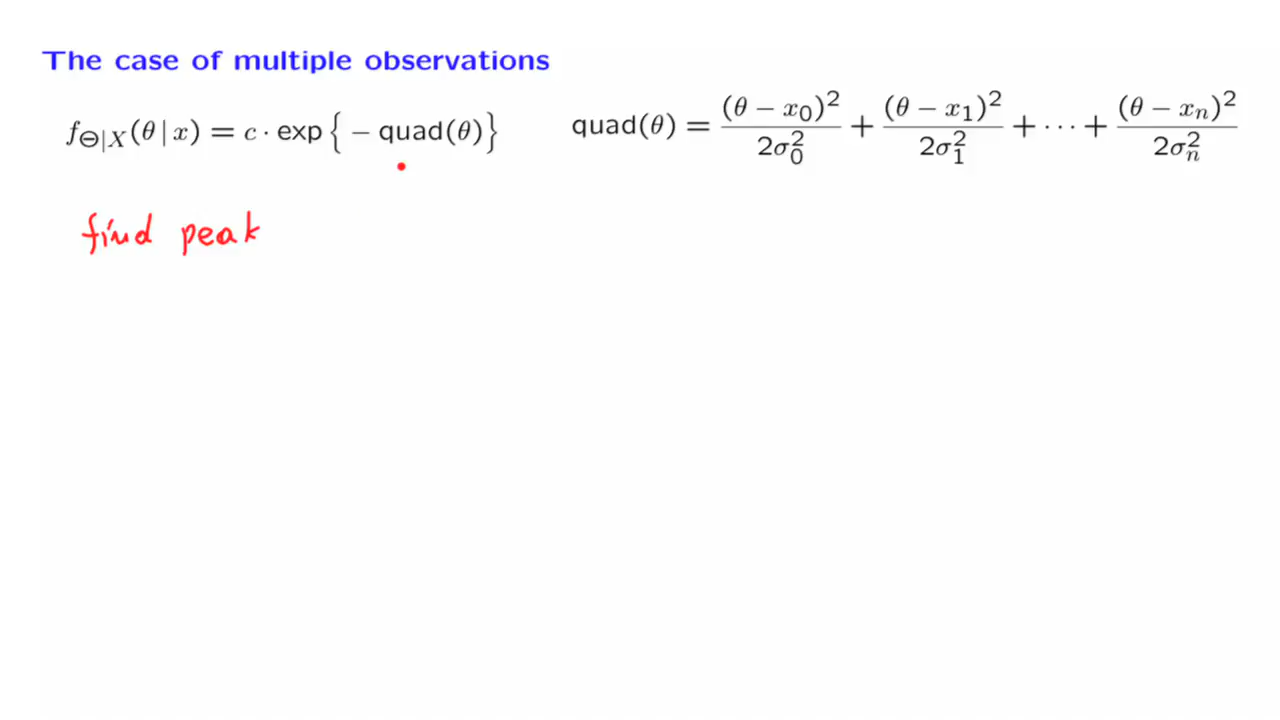 The case of multiple observations
f_{Θ|X}(θ | x) = c · exp { − quad(θ)}
quad(θ) = (θ − x_0)^2 / 2σ_0^2 + (θ − x_1)^2 / 2σ_1^2 + ··· + (θ − x_n)^2 / 2σ_n^2
find peak